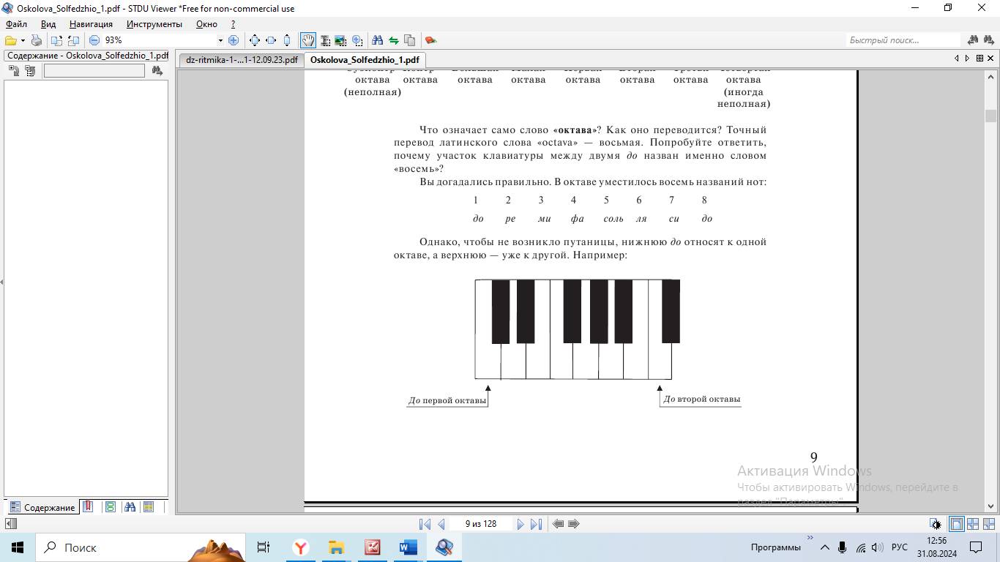 Oskolova_Solfedzhio_1.pdf - STDU Viewer *Free for non-commercial use
Файл Вид Навигация Инструменты Окно ?
93%
Быстрый поиск...
Содержание - Oskolova_Solfedzhio_1.pdf
dz-ritmika-1-...1-12.09.23.pdf Oskolova_Solfedzhio_1.pdf
октава октава октава октава октава октава октава октава
(неполная) (иногда
неполная)
Что означает само слово «октава»? Как оно переводится? Точный
перевод латинского слова «octava» — восьмая. Попробуйте ответить,
почему участок клавиатуры между двумя до назван именно словом
«восемь»?
Вы догадались правильно. В октаве уместилось восемь названий нот:
1 2 3 4 5 6 7 8
до ре ми фа соль ля си до
Однако, чтобы не возникло путаницы, нижнюю до относят к одной
октаве, а верхнюю — уже к другой. Например:
До первой октавы До второй октавы
9
Активация Windows
Чтобы активировать Windows, перейдите в
раздел "Параметры".
Содержание
9 из 128
Поиск
Программы
РУС
12:56
31.08.2024